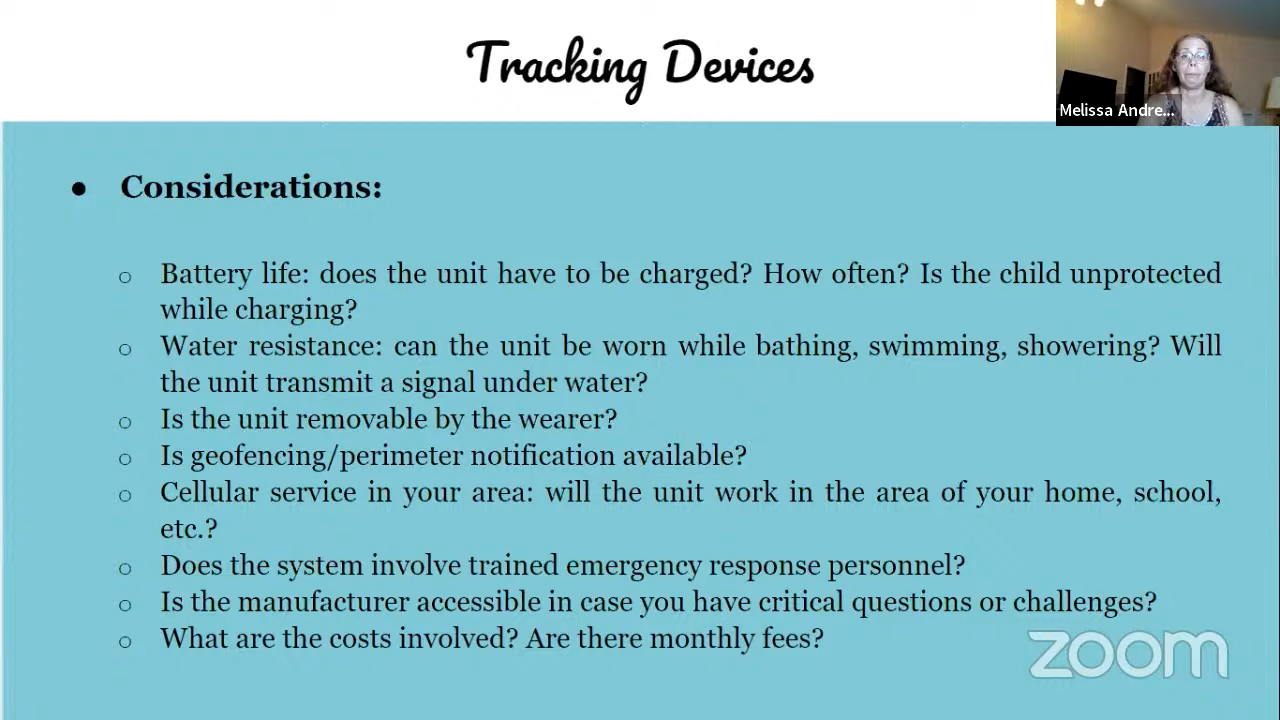 Tracking Devices
Melissa Andre...
● Considerations:
○ Battery life: does the unit have to be charged? How often? Is the child unprotected
while charging?
○ Water resistance: can the unit be worn while bathing, swimming, showering? Will
the unit transmit a signal under water?
○ Is the unit removable by the wearer?
○ Is geofencing/perimeter notification available?
○ Cellular service in your area: will the unit work in the area of your home, school,
etc.?
○ Does the system involve trained emergency response personnel?
○ Is the manufacturer accessible in case you have critical questions or challenges?
○ What are the costs involved? Are there monthly fees?
zoom